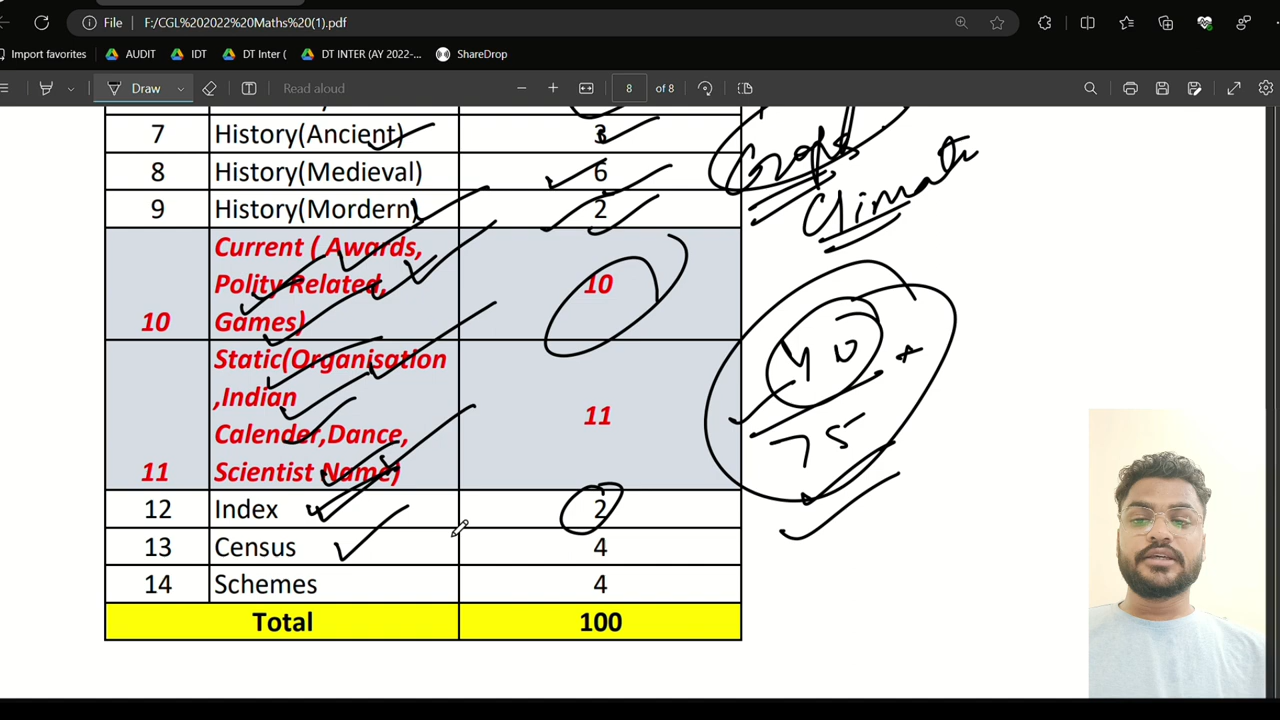 File F:/CGL%202022%20Maths%20(1).pdf
Import favorites AUDIT IDT DT Inter ( DT INTER (AY 2022-... ShareDrop
Draw Read aloud 8 of 8
7 History(Ancient) 3
8 History(Medieval) 6
9 History(Mordern) 2
Current ( Awards,
Polity Related, 10
Games)
10
Static(Organisation
,Indian 11
Calender,Dance,
11 Scientist Name)
12 Index 2
13 Census 4
14 Schemes 4
Total 100
Climate
40 +
75